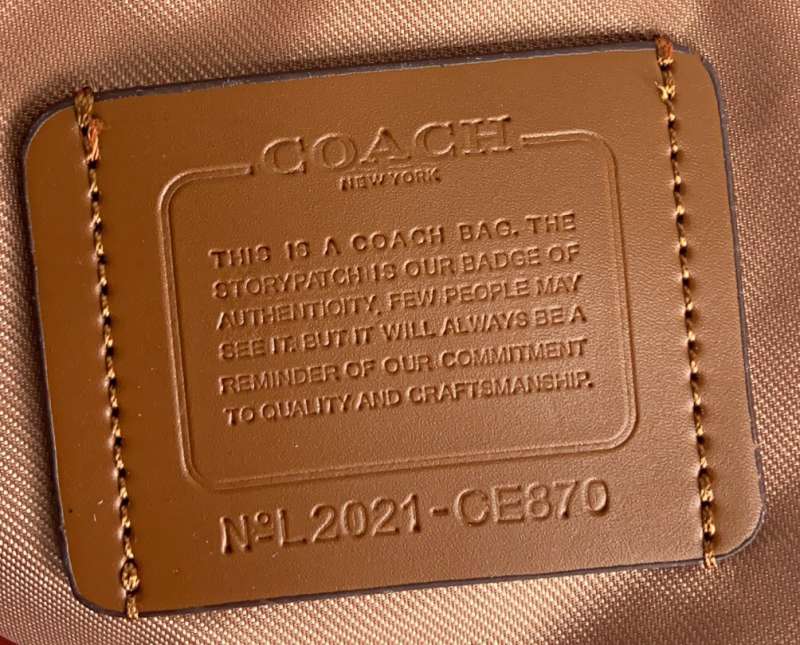 COACH
NEW YORK
THIS IS A COACH BAG. THE
STORYPATCH IS OUR BADGE OF
AUTHENTICITY. FEW PEOPLE MAY
SEE IT. BUT IT WILL ALWAYS BE A
REMINDER OF OUR COMMITMENT
TO QUALITY AND CRAFTSMANSHIP.
NºL2021-CE870